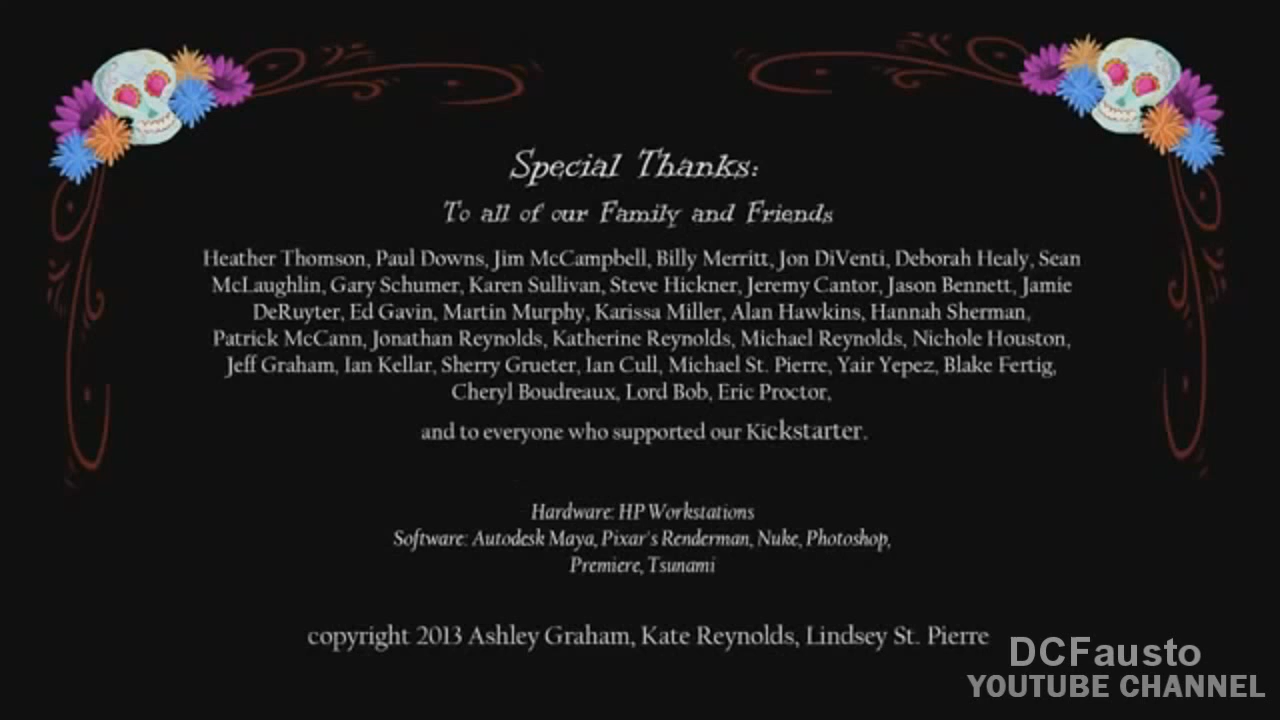 Special Thanks:
To all of our Family and Friends
Heather Thomson, Paul Downs, Jim McCampbell, Billy Merritt, Jon DiVenti, Deborah Healy, Sean
McLaughlin, Gary Schumer, Karen Sullivan, Steve Hickner, Jeremy Cantor, Jason Bennett, Jamie
DeRuyter, Ed Gavin, Martin Murphy, Karissa Miller, Alan Hawkins, Hannah Sherman,
Patrick McCann, Jonathan Reynolds, Katherine Reynolds, Michael Reynolds, Nichole Houston,
Jeff Graham, Ian Kellar, Sherry Grueter, Ian Cull, Michael St. Pierre, Yair Yepez, Blake Fertig,
Cheryl Boudreaux, Lord Bob, Eric Proctor,
and to everyone who supported our Kickstarter.
Hardware: HP Workstations
Software: Autodesk Maya, Pixar's Renderman, Nuke, Photoshop,
Premiere, Tsunami
copyright 2013 Ashley Graham, Kate Reynolds, Lindsey St. Pierre
DCFausto
YOUTUBE CHANNEL